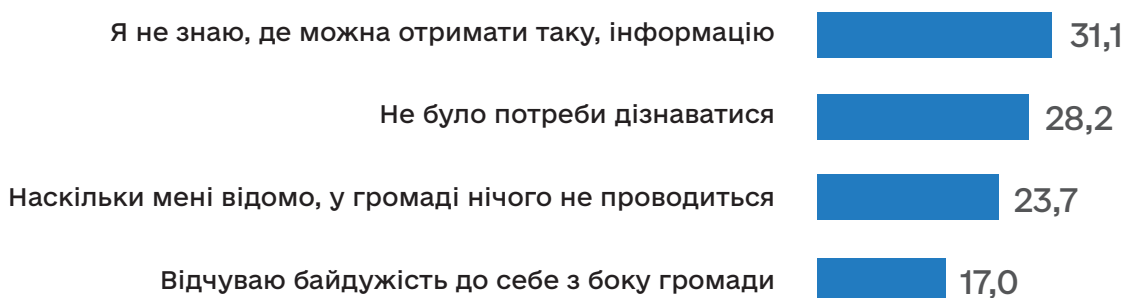 Я не знаю, де можна отримати таку, інформацію 31,1
Не було потреби дізнаватися 28,2
Наскільки мені відомо, у громаді нічого не проводиться 23,7
Відчуваю байдужість до себе з боку громади 17,0